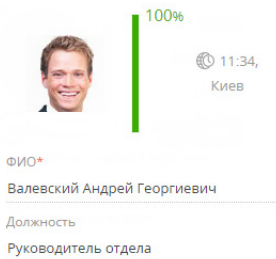 100%
11:34,
Киев
ФИО*
Валевский Андрей Георгиевич
Должность
Руководитель отдела